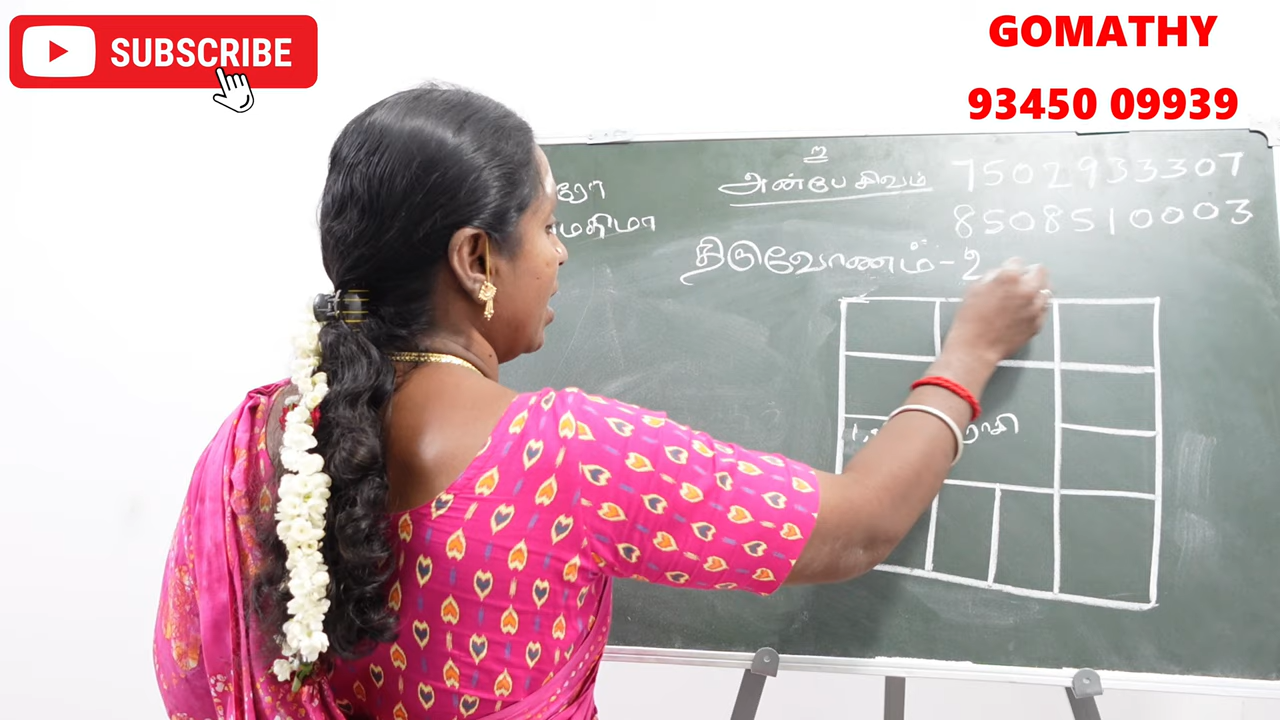 SUBSCRIBE
GOMATHY
93450 09939
உ
அன்பே சிவம்
7502933307
8508510003
திருவோணம்-2
ராசி